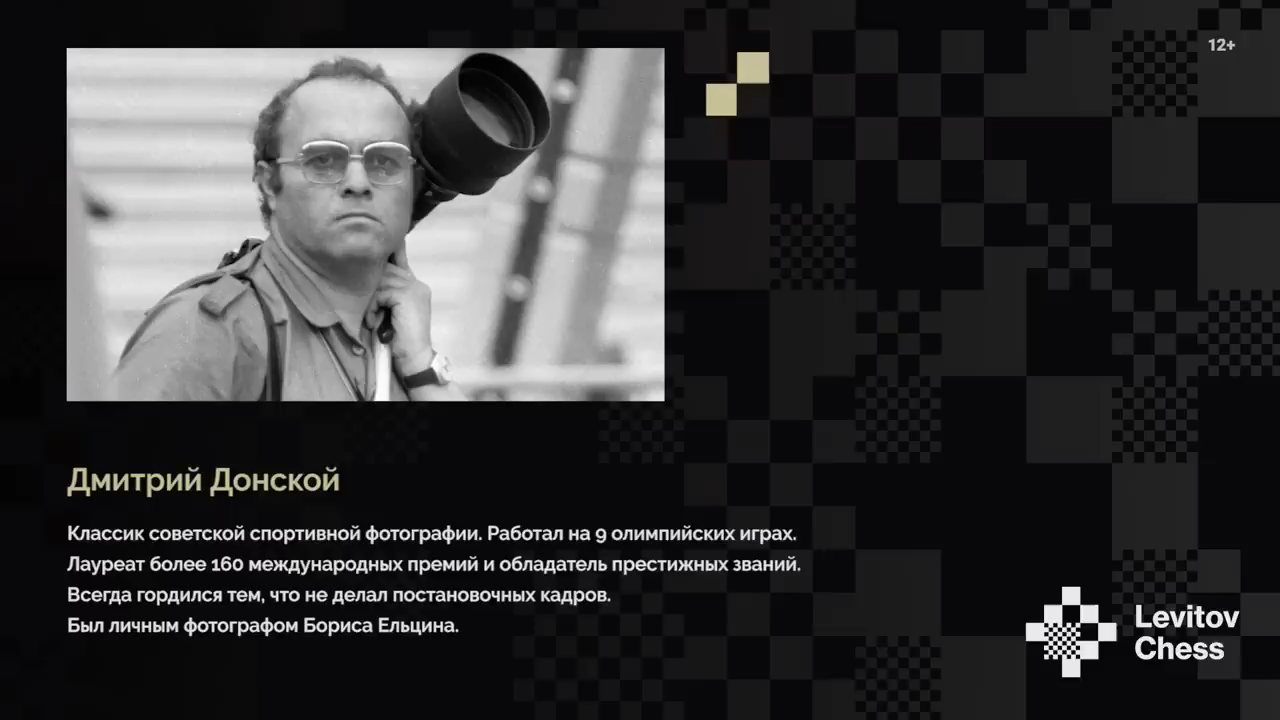 12+
Дмитрий Донской
Классик советской спортивной фотографии. Работал на 9 олимпийских играх.
Лауреат более 160 международных премий и обладатель престижных званий.
Всегда гордился тем, что не делал постановочных кадров.
Был личным фотографом Бориса Ельцина.
Levitov
Chess